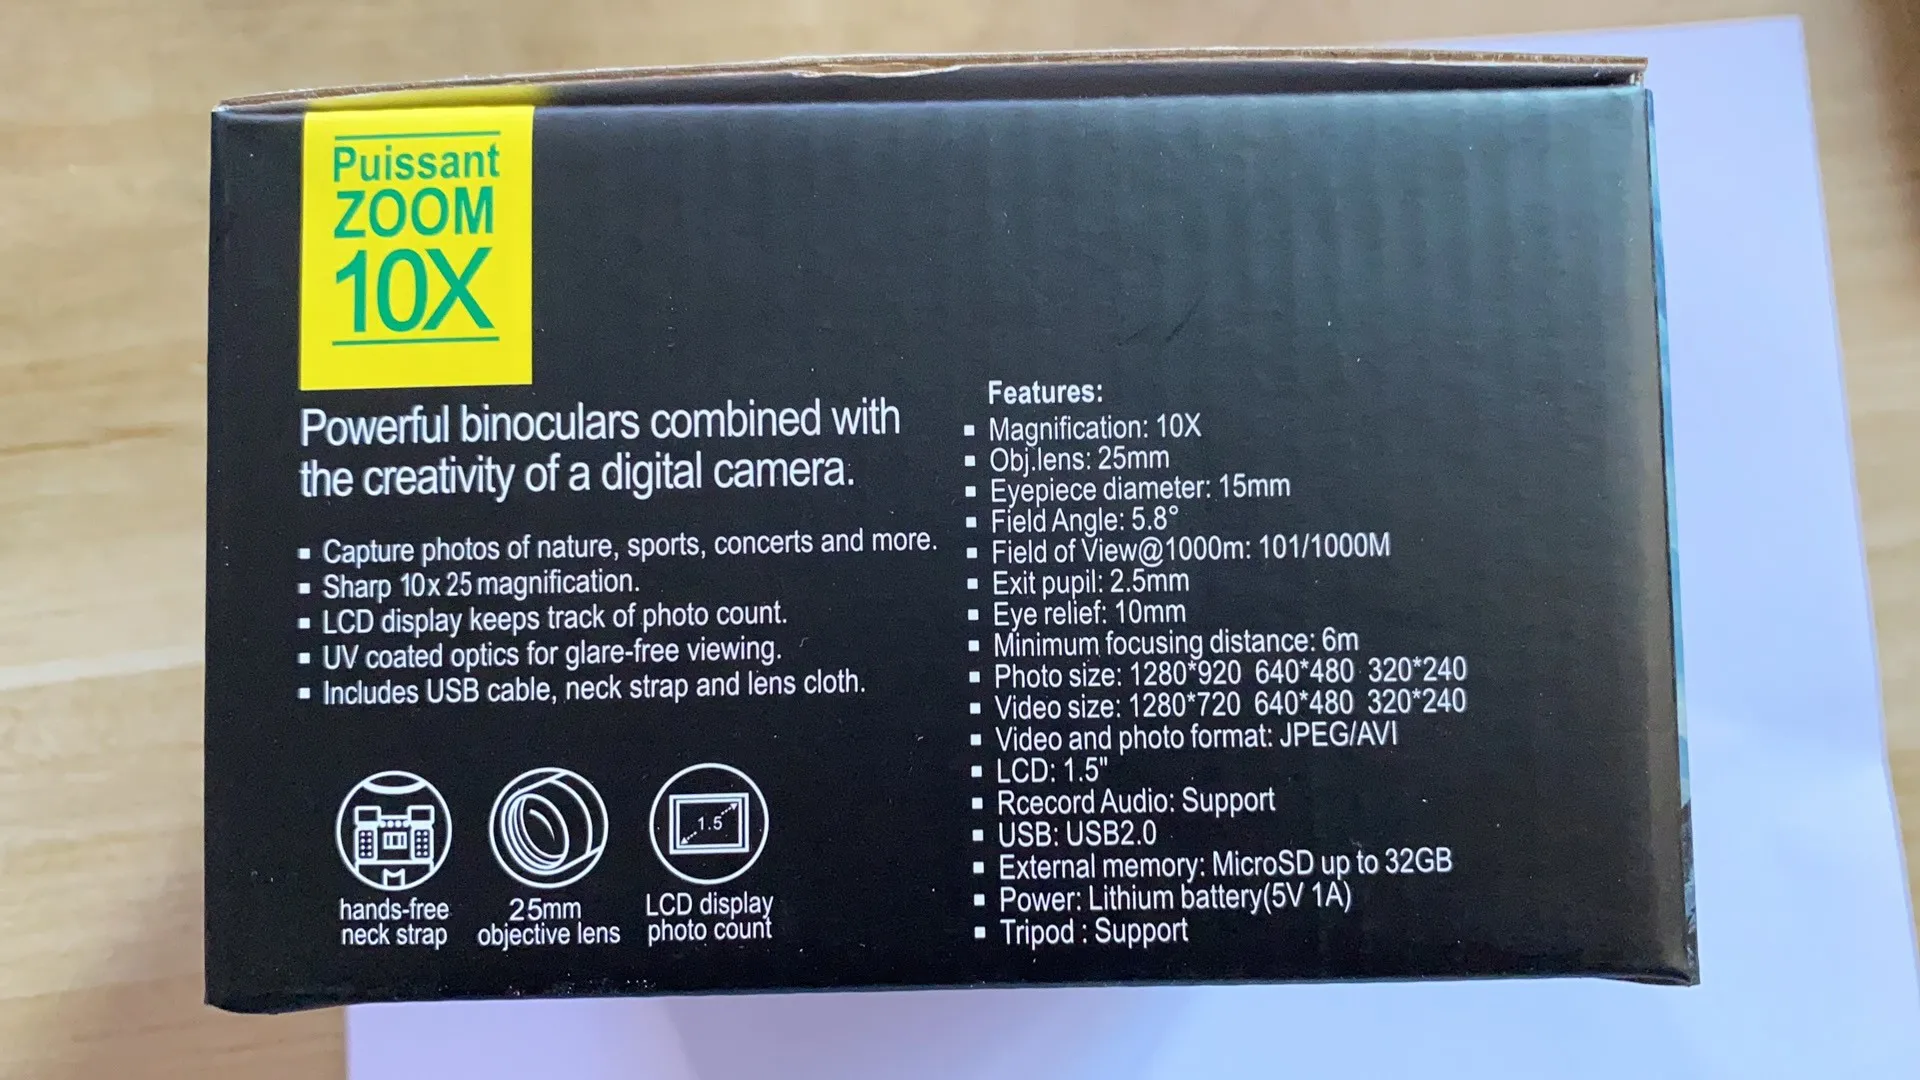 Puissant
ZOOM
10X
Powerful binoculars combined with
the creativity of a digital camera.
▪ Capture photos of nature, sports, concerts and more.
▪ Sharp 10x25 magnification.
▪ LCD display keeps track of photo count.
▪ UV coated optics for glare-free viewing.
▪ Includes USB cable, neck strap and lens cloth.
1.5
hands-free
neck strap
25mm
objective lens
LCD display
photo count
Features:
▪ Magnification: 10X
▪ Obj.lens: 25mm
▪ Eyepiece diameter: 15mm
▪ Field Angle: 5.8°
▪ Field of View@1000m: 101/1000M
▪ Exit pupil: 2.5mm
▪ Eye relief: 10mm
▪ Minimum focusing distance: 6m
▪ Photo size: 1280*920 640*480 320*240
▪ Video size: 1280*720 640*480 320*240
▪ Video and photo format: JPEG/AVI
▪ LCD: 1.5"
▪ Rcecord Audio: Support
▪ USB: USB2.0
▪ External memory: MicroSD up to 32GB
▪ Power: Lithium battery(5V 1A)
▪ Tripod : Support